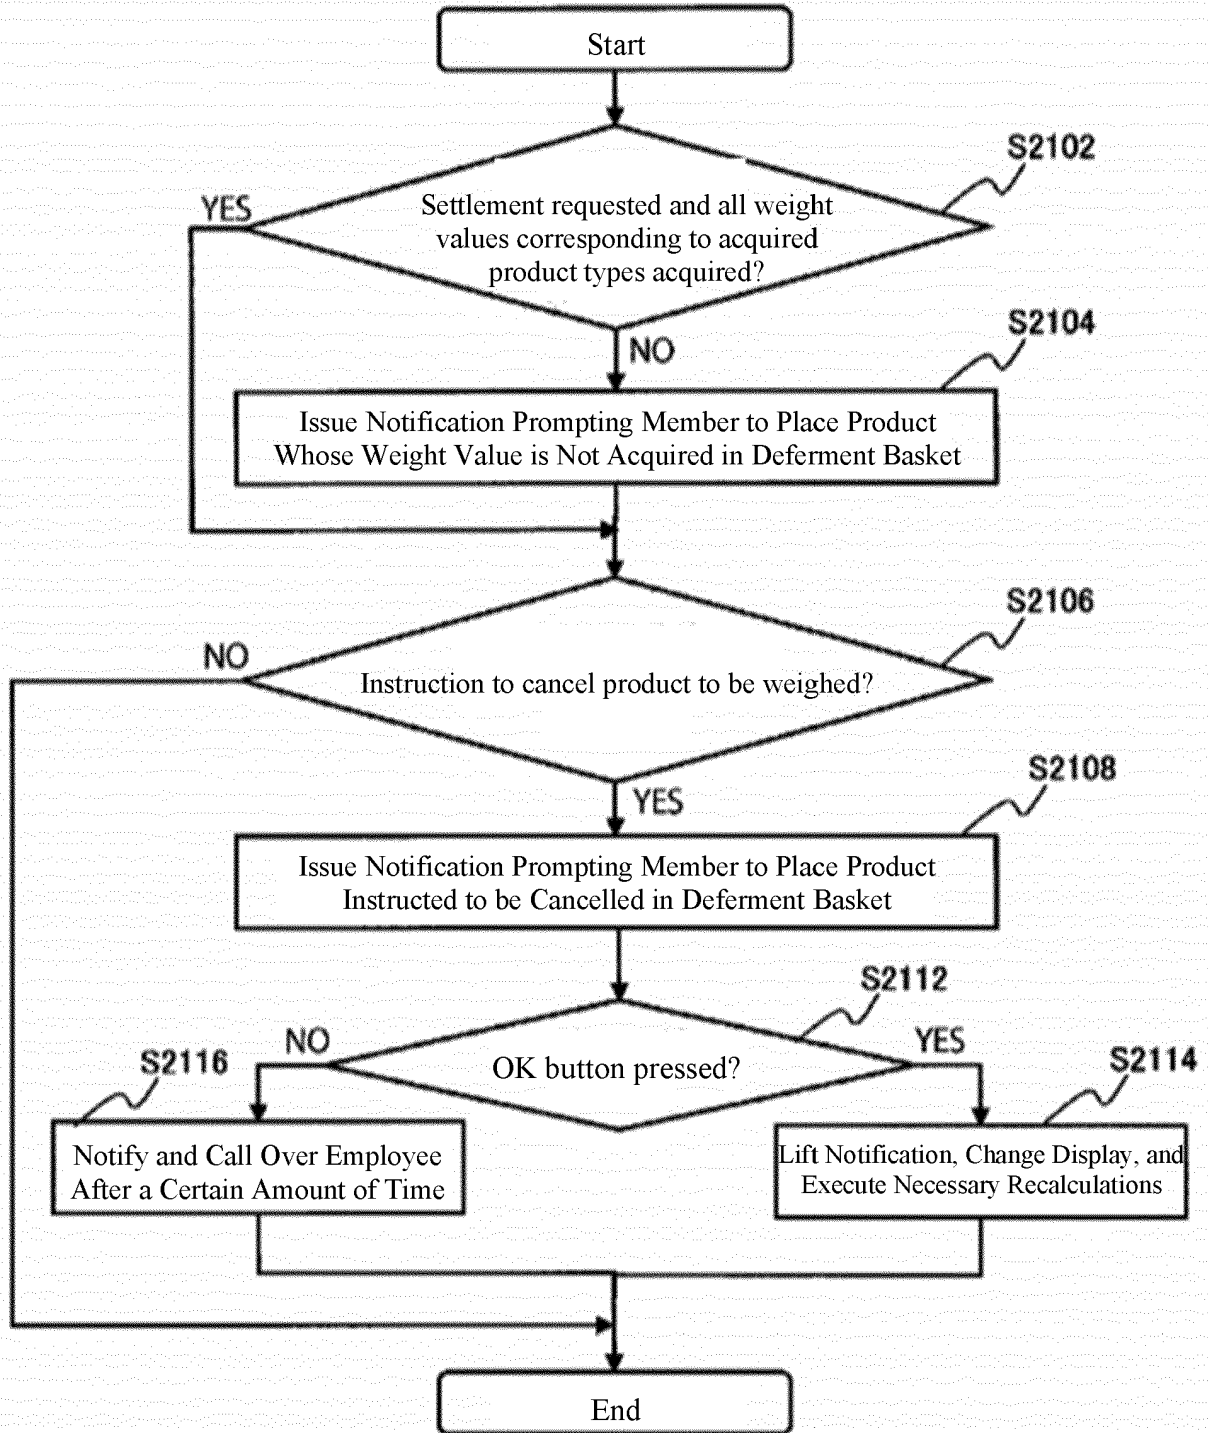 Start
S2102
YES
Settlement requested and all weight
values corresponding to acquired
product types acquired?
S2104
NO
Issue Notification Prompting Member to Place Product
Whose Weight Value is Not Acquired in Deferment Basket
S2106
NO
Instruction to cancel product to be weighed?
S2108
YES
Issue Notification Prompting Member to Place Product
Instructed to be Cancelled in Deferment Basket
S2112
NO
YES
S2116
OK button pressed?
S2114
Notify and Call Over Employee
After a Certain Amount of Time
Lift Notification, Change Display, and
Execute Necessary Recalculations
End